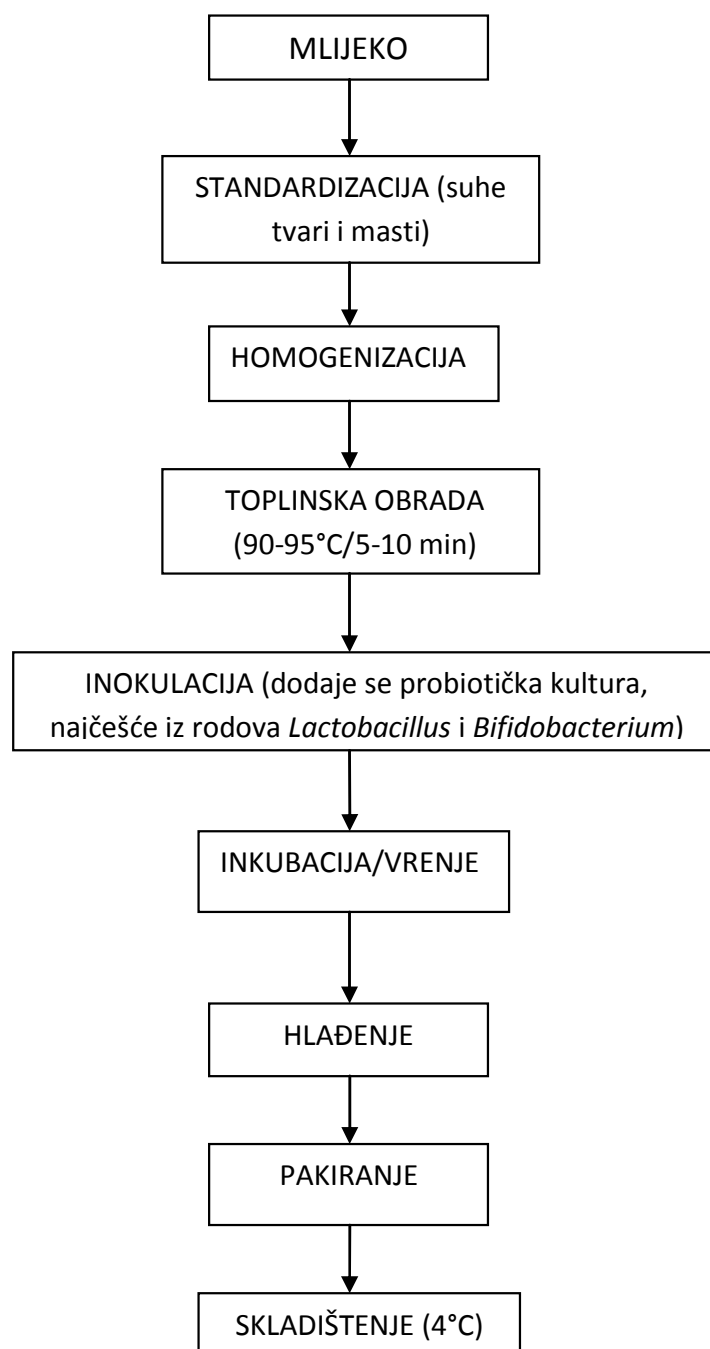 MLIJEKO
STANDARDIZACIJA (suhe
tvari i masti)
HOMOGENIZACIJA
TOPLINSKA OBRADA
(90-95°C/5-10 min)
INOKULACIJA (dodaje se probiotička kultura,
najčešće iz rodova Lactobacillus i Bifidobacterium)
INKUBACIJA/VRENJE
HLAĐENJE
PAKIRANJE
SKLADIŠTENJE (4°C)